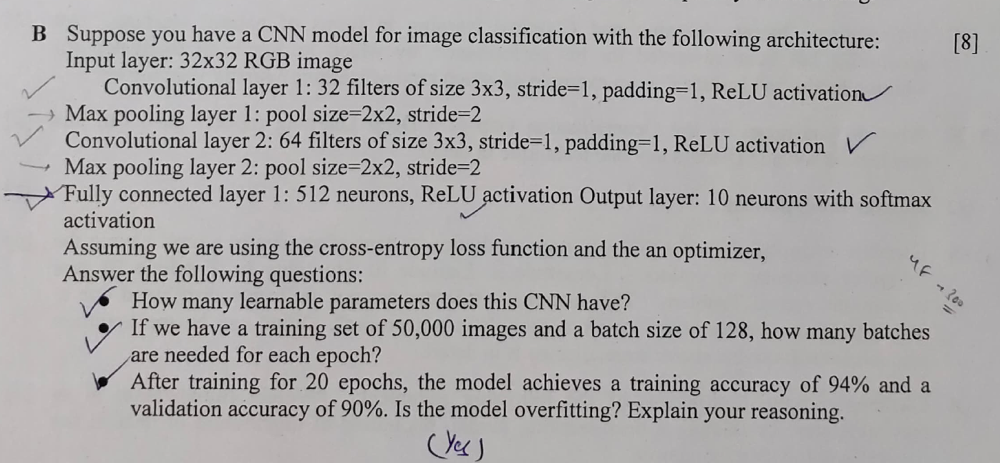 B Suppose you have a CNN model for image classification with the following architecture: [8]
Input layer: 32x32 RGB image
Convolutional layer 1: 32 filters of size 3x3, stride=1, padding=1, ReLU activation
Max pooling layer 1: pool size=2x2, stride=2
Convolutional layer 2: 64 filters of size 3x3, stride=1, padding=1, ReLU activation
Max pooling layer 2: pool size=2x2, stride=2
Fully connected layer 1: 512 neurons, ReLU activation Output layer: 10 neurons with softmax
activation
Assuming we are using the cross-entropy loss function and the an optimizer,
Answer the following questions:
• How many learnable parameters does this CNN have?
• If we have a training set of 50,000 images and a batch size of 128, how many batches
are needed for each epoch?
• After training for 20 epochs, the model achieves a training accuracy of 94% and a
validation accuracy of 90%. Is the model overfitting? Explain your reasoning.
(Yes)